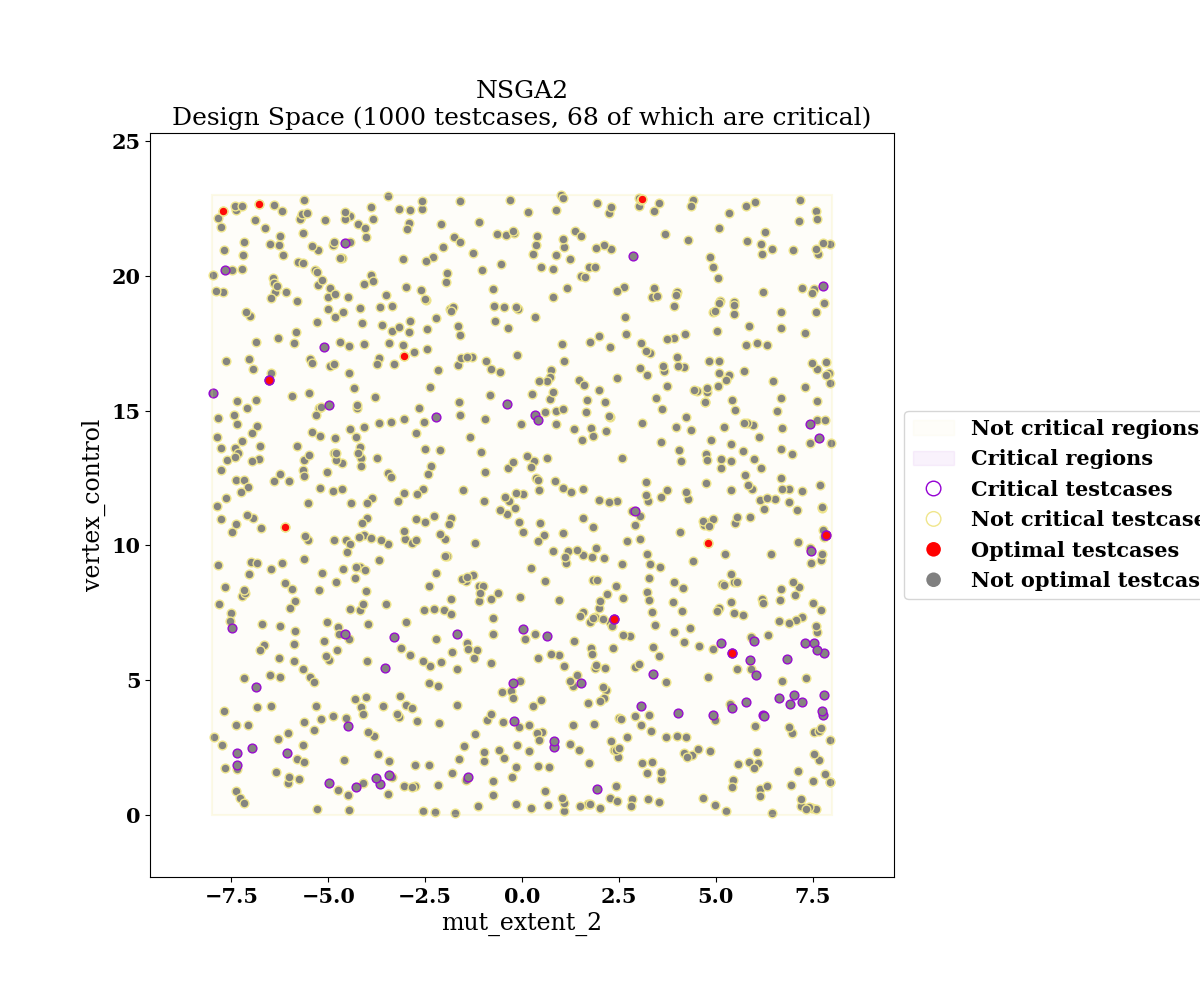 NSGA2
Design Space (1000 testcases, 68 of which are critical)
25
20
15
10
5
0
vertex_control
−7.5 −5.0 −2.5 0.0 2.5 5.0 7.5
mut_extent_2
Not critical regions
Critical regions
Critical testcases
Not critical testcase
Optimal testcases
Not optimal testcas